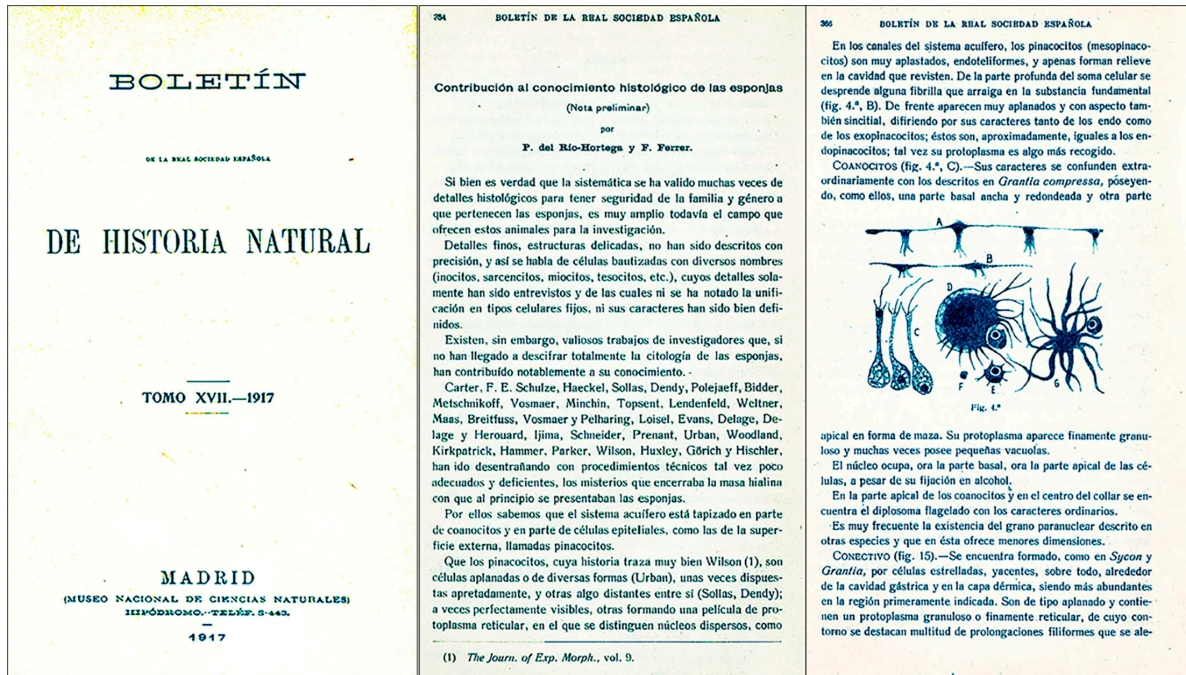 BOLETÍN
DE LA REAL SOCIEDAD ESPAÑOLA
DE HISTORIA NATURAL
TOMO XVII.—1917
MADRID
(MUSEO NACIONAL DE CIENCIAS NATURALES)
HIPÓDROMO.-TELÉF. S-443.
1917
354 BOLETÍN DE LA REAL SOCIEDAD ESPAÑOLA
Contribución al conocimiento histológico de las esponjas
(Nota preliminar)
por
P. del Río-Hortega y F. Ferrer.
Si bien es verdad que la sistemática se ha valido muchas veces de
detalles histológicos para tener seguridad de la familia y género a
que pertenecen las esponjas, es muy amplio todavía el campo que
ofrecen estos animales para la investigación.
Detalles finos, estructuras delicadas, no han sido descritos con
precisión, y así se habla de células bautizadas con diversos nombres
(inocitos, sarcencitos, miocitos, tesocitos, etc.), cuyos detalles sola-
mente han sido entrevistos y de las cuales ni se ha notado la unifi-
cación en tipos celulares fijos, ni sus caracteres han sido bien defi-
nidos.
Existen, sin embargo, valiosos trabajos de investigadores que, si
no han llegado a descifrar totalmente la citología de las esponjas,
han contribuído notablemente a su conocimiento.
Carter, F. E. Schulze, Haeckel, Sollas, Dendy, Polejaeff, Bidder,
Metschnikoff, Vosmaer, Minchin, Topsent, Lendenfeld, Weltner,
Maas, Breitfuss, Vosmaer y Pelharing, Loisel, Evans, Delage, De-
lage y Herouard, Ijima, Schneider, Prenant, Urban, Woodland,
Kirkpatrick, Hammer, Parker, Wilson, Huxley, Görich y Hischler,
han ido desentrañando con procedimientos técnicos tal vez poco
adecuados y deficientes, los misterios que encerraba la masa hialina
con que al principio se presentaban las esponjas.
Por ellos sabemos que el sistema acuífero está tapizado en parte
de coanocitos y en parte de células epiteliales, como las de la super-
ficie externa, llamadas pinacocitos.
Que los pinacocitos, cuya historia traza muy bien Wilson (1), son
células aplanadas o de diversas formas (Urban), unas veces dispues-
tas apretadamente, y otras algo distantes entre sí (Sollas, Dendy);
a veces perfectamente visibles, otras formando una película de pro-
toplasma reticular, en el que se distinguen núcleos dispersos, como
(1) The Journ. of Exp. Morph., vol. 9.
366 BOLETÍN DE LA REAL SOCIEDAD ESPAÑOLA
En los canales del sistema acuífero, los pinacocitos (mesopinaco-
citos) son muy aplastados, endoteliformes, y apenas forman relieve
en la cavidad que revisten. De la parte profunda del soma celular se
desprende alguna fibrilla que arraiga en la substancia fundamental
(fig. 4.ª, B). De frente aparecen muy aplanados y con aspecto tam-
bién sincitial, difiriendo por sus caracteres tanto de los endo como
de los exopinacocitos; éstos son, aproximadamente, iguales a los en-
dopinacocitos; tal vez su protoplasma es algo más recogido.
COANOCITOS (fig. 4.ª, C).—Sus caracteres se confunden extra-
ordinariamente con los descritos en Grantia compressa, poseyen-
do, como ellos, una parte basal ancha y redondeada y otra parte
A
B
D
C
F
E
G
Fig. 4.ª
apical en forma de maza. Su protoplasma aparece finamente granu-
loso y muchas veces posee pequeñas vacuolas.
El núcleo ocupa, ora la parte basal, ora la parte apical de las cé-
lulas, a pesar de su fijación en alcohol.
En la parte apical de los coanocitos y en el centro del collar se en-
cuentra el diplosoma flagelado con los caracteres ordinarios.
Es muy frecuente la existencia del grano paranuclear descrito en
otras especies y que en ésta ofrece menores dimensiones.
CONECTIVO (fig. 15).—Se encuentra formado, como en Sycon y
Grantia, por células estrelladas, yacentes, sobre todo, alrededor
de la cavidad gástrica y en la capa dérmica, siendo más abundantes
en la región primeramente indicada. Son de tipo aplanado y contie-
nen un protoplasma granuloso o finamente reticular, de cuyo con-
torno se destacan multitud de prolongaciones filiformes que se ale-